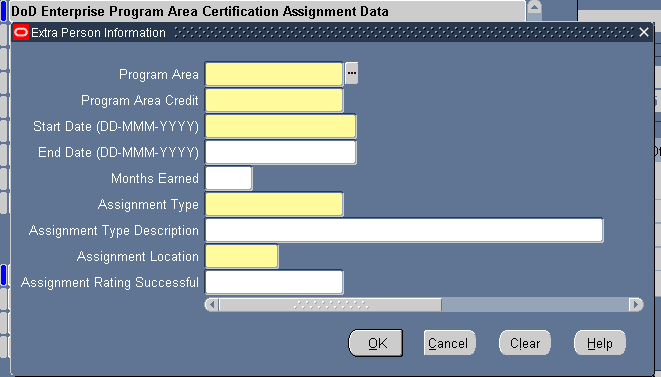 DoD Enterprise Program Area Certification Assignment Data
Extra Person Information
Program Area
Program Area Credit
Start Date (DD-MMM-YYYY)
End Date (DD-MMM-YYYY)
Months Earned
Assignment Type
Assignment Type Description
Assignment Location
Assignment Rating Successful
OK Cancel Clear Help